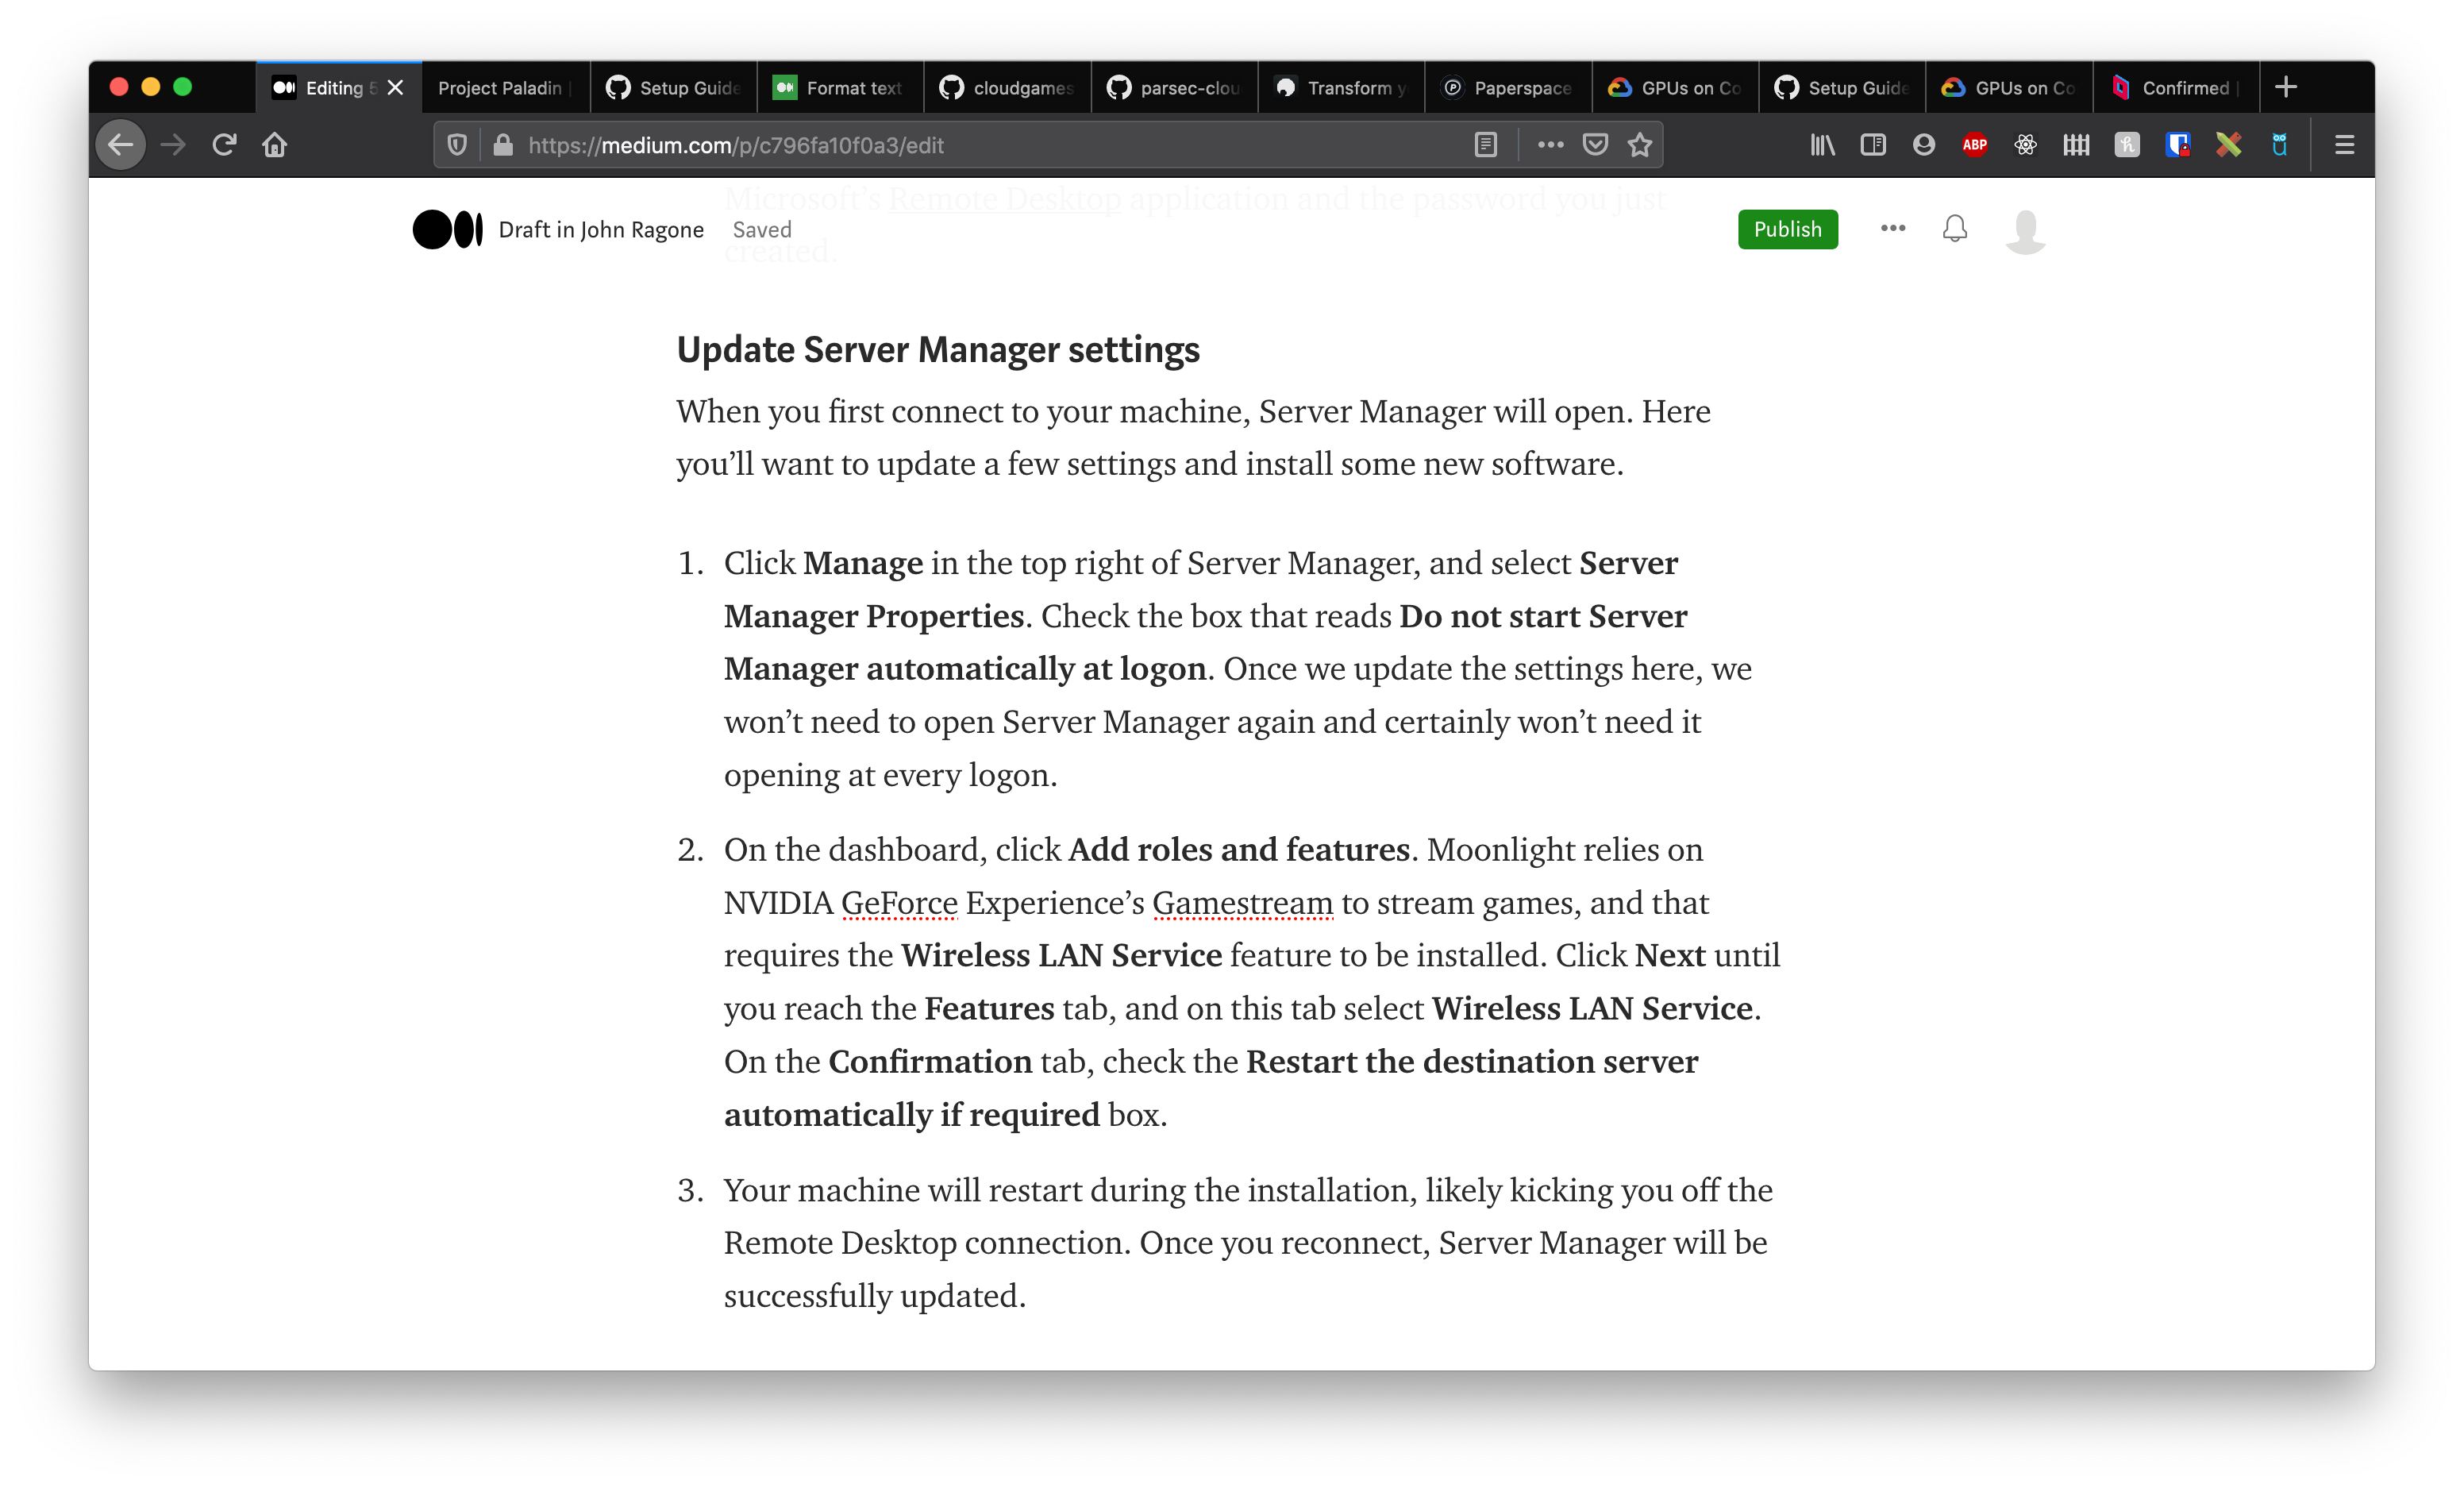 Editing 5
Project Paladin
Setup Guide
Format text
cloudgames
parsec-clou
Transform y
Paperspace
GPUs on Co
Setup Guide
GPUs on Co
Confirmed |
https://medium.com/p/c796fa10f0a3/edit
ABP
Microsoft’s Remote Desktop application and the password you just
Draft in John Ragone Saved
Publish
created.
Update Server Manager settings
When you first connect to your machine, Server Manager will open. Here
you’ll want to update a few settings and install some new software.
1. Click Manage in the top right of Server Manager, and select Server
Manager Properties. Check the box that reads Do not start Server
Manager automatically at logon. Once we update the settings here, we
won’t need to open Server Manager again and certainly won’t need it
opening at every logon.
2. On the dashboard, click Add roles and features. Moonlight relies on
NVIDIA GeForce Experience’s Gamestream to stream games, and that
requires the Wireless LAN Service feature to be installed. Click Next until
you reach the Features tab, and on this tab select Wireless LAN Service.
On the Confirmation tab, check the Restart the destination server
automatically if required box.
3. Your machine will restart during the installation, likely kicking you off the
Remote Desktop connection. Once you reconnect, Server Manager will be
successfully updated.